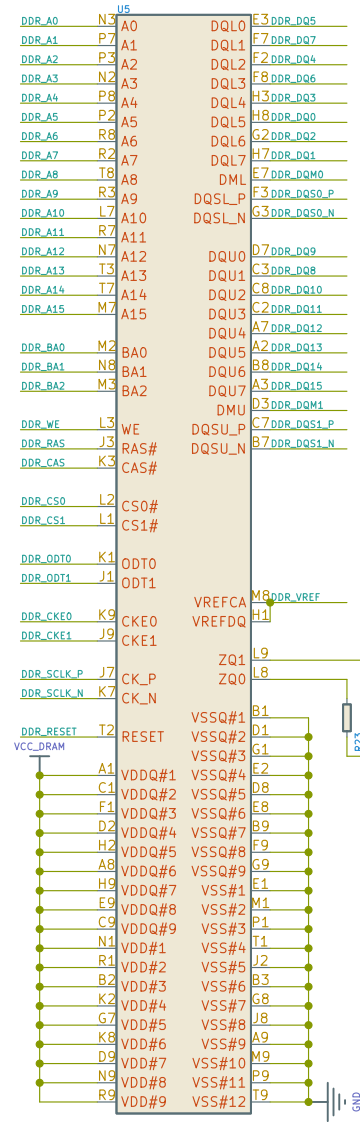 U5
DDR_A0 N3 A0 DQL0 E3 DDR_DQ5
DDR_A1 P7 A1 DQL1 F7 DDR_DQ7
DDR_A2 P3 A2 DQL2 F2 DDR_DQ4
DDR_A3 N2 A3 DQL3 F8 DDR_DQ6
DDR_A4 P8 A4 DQL4 H3 DDR_DQ3
DDR_A5 P2 A5 DQL5 H8 DDR_DQ0
DDR_A6 R8 A6 DQL6 G2 DDR_DQ2
DDR_A7 R2 A7 DQL7 H7 DDR_DQ1
DDR_A8 T8 A8 DML E7 DDR_DQM0
DDR_A9 R3 A9 DQSL_P F3 DDR_DQS0_P
DDR_A10 L7 A10 DQSL_N G3 DDR_DQS0_N
DDR_A11 R7 A11
DDR_A12 N7 A12 DQU0 D7 DDR_DQ9
DDR_A13 T3 A13 DQU1 C3 DDR_DQ8
DDR_A14 T7 A14 DQU2 C8 DDR_DQ10
DDR_A15 M7 A15 DQU3 C2 DDR_DQ11
DQU4 A7 DDR_DQ12
DDR_BA0 M2 BA0 DQU5 A2 DDR_DQ13
DDR_BA1 N8 BA1 DQU6 B8 DDR_DQ14
DDR_BA2 M3 BA2 DQU7 A3 DDR_DQ15
DMU D3 DDR_DQM1
DDR_WE L3 WE DQSU_P C7 DDR_DQS1_P
DDR_RAS J3 RAS# DQSU_N B7 DDR_DQS1_N
DDR_CAS K3 CAS#
DDR_CS0 L2 CS0#
DDR_CS1 L1 CS1#
DDR_ODT0 K1 ODT0
DDR_ODT1 J1 ODT1
VREFCA M8 DDR_VREF
DDR_CKE0 K9 CKE0 VREFDQ H1
DDR_CKE1 J9 CKE1
ZQ1 L9
DDR_SCLK_P J7 CK_P ZQ0 L8
DDR_SCLK_N K7 CK_N
VSSQ#1 B1
DDR_RESET T2 RESET VSSQ#2 D1
R23
VCC_DRAM VSSQ#3 G1
A1 VDDQ#1 VSSQ#4 E2
C1 VDDQ#2 VSSQ#5 D8
F1 VDDQ#3 VSSQ#6 E8
D2 VDDQ#4 VSSQ#7 B9
H2 VDDQ#5 VSSQ#8 F9
A8 VDDQ#6 VSSQ#9 G9
H9 VDDQ#7 VSS#1 E1
E9 VDDQ#8 VSS#2 M1
C9 VDDQ#9 VSS#3 P1
N1 VDD#1 VSS#4 T1
R1 VDD#2 VSS#5 J2
B2 VDD#3 VSS#6 B3
K2 VDD#4 VSS#7 G8
G7 VDD#5 VSS#8 J8
K8 VDD#6 VSS#9 A9
D9 VDD#7 VSS#10 M9
N9 VDD#8 VSS#11 P9
R9 VDD#9 VSS#12 T9
GND